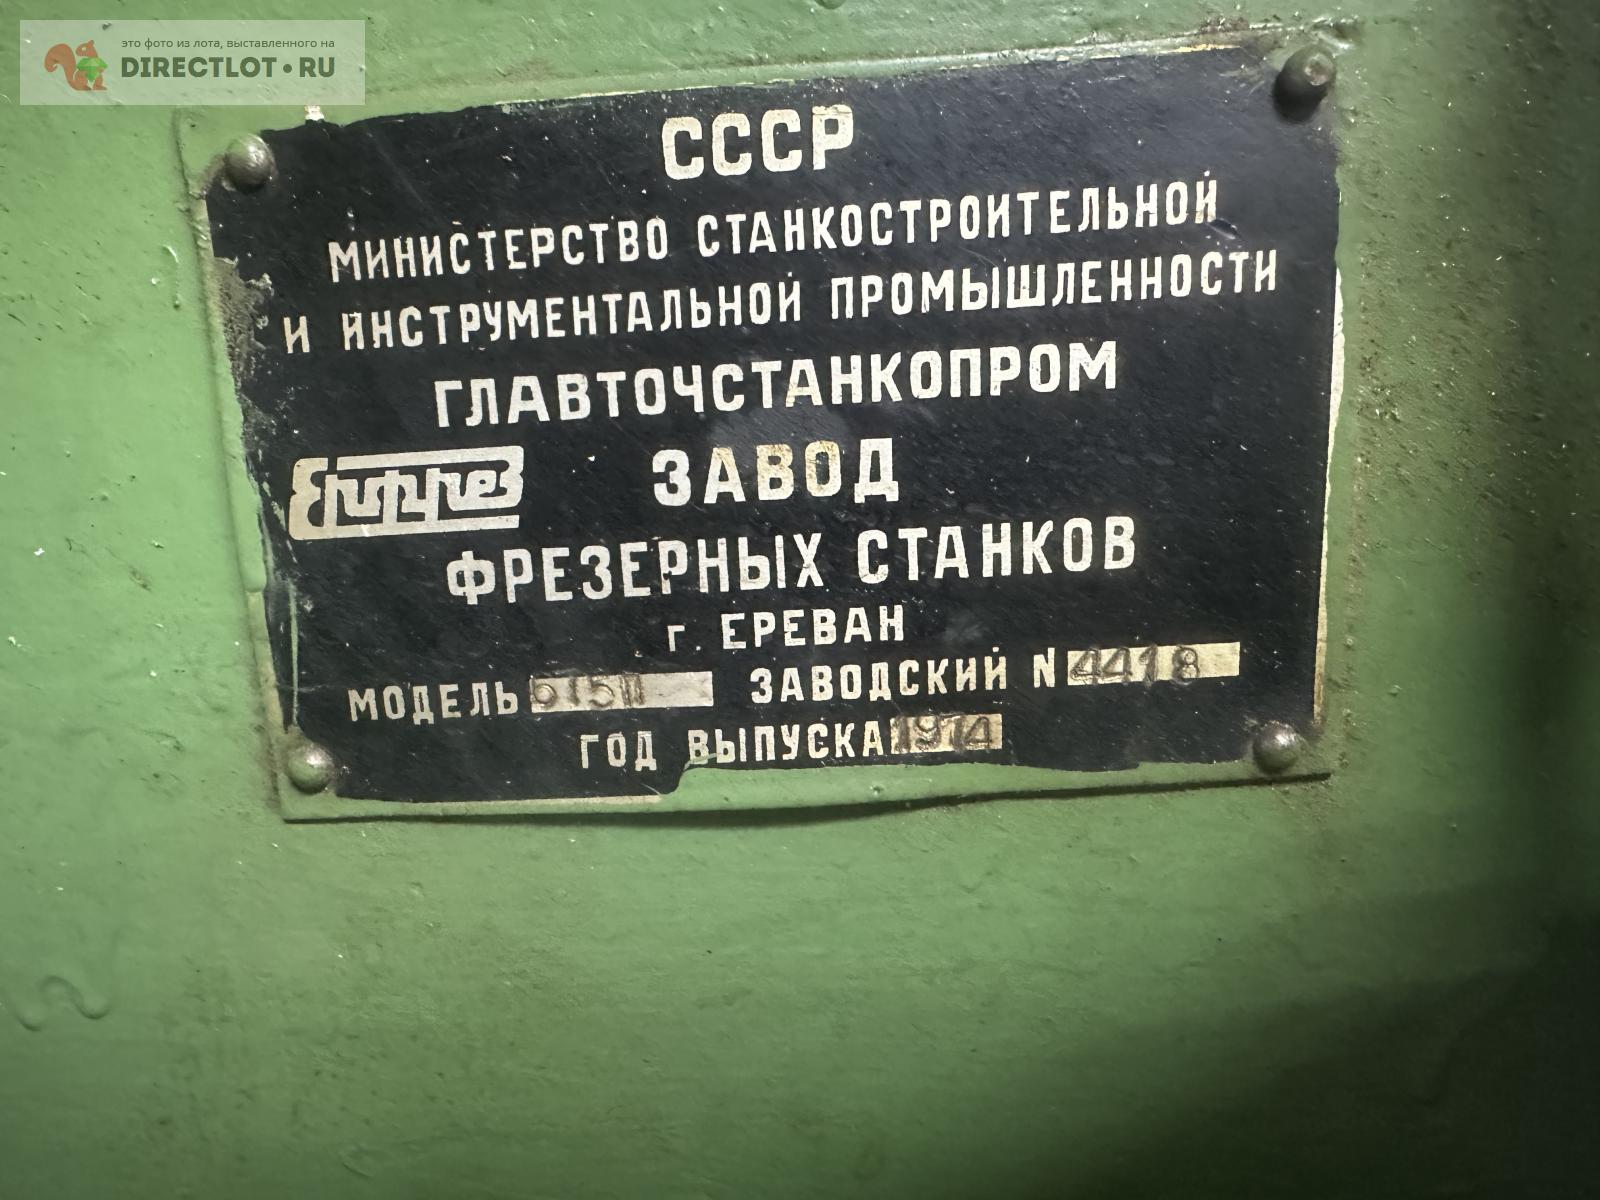 это фото из лота, выставленного на
DIRECTLOT.RU
СССР
МИНИСТЕРСТВО СТАНКОСТРОИТЕЛЬНОЙ
И ИНСТРУМЕНТАЛЬНОЙ ПРОМЫШЛЕННОСТИ
ГЛАВТОЧСТАНКОПРОМ
ЗАВОД
ФРЕЗЕРНЫХ СТАНКОВ
г. ЕРЕВАН
МОДЕЛЬ ЗАВОДСКИЙ N 4418
ГОД ВЫПУСКА 1974